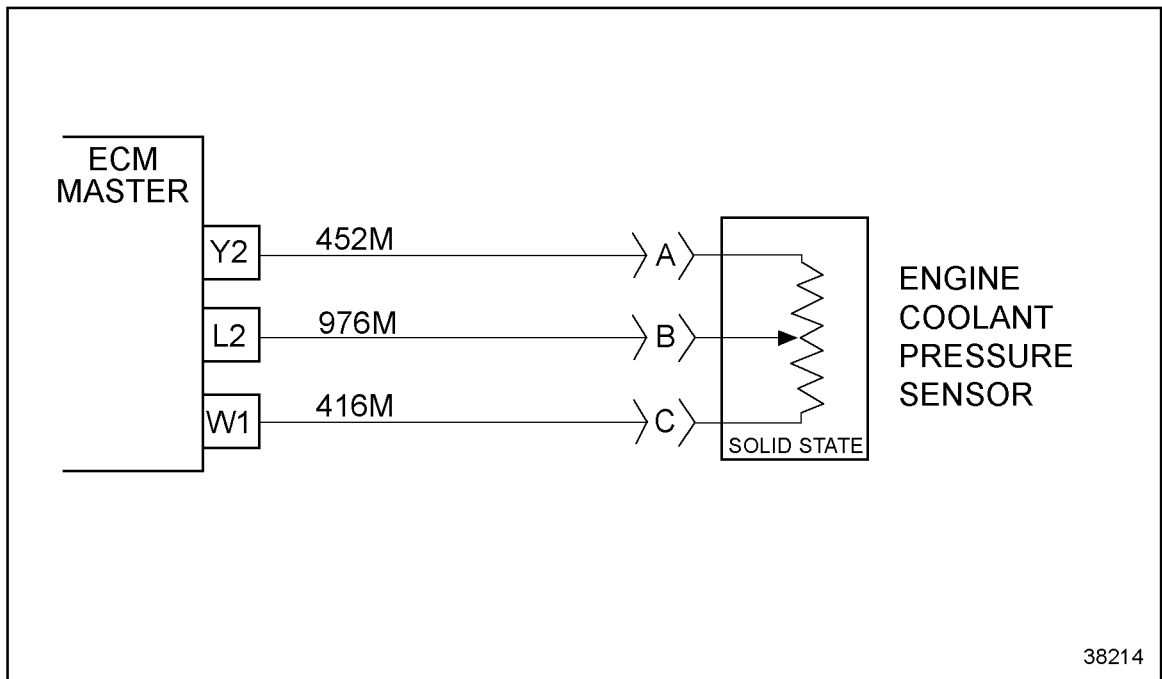 ECM
MASTER
Y2
452M
A
L2
976M
B
W1
416M
C
SOLID STATE
ENGINE
COOLANT
PRESSURE
SENSOR
38214